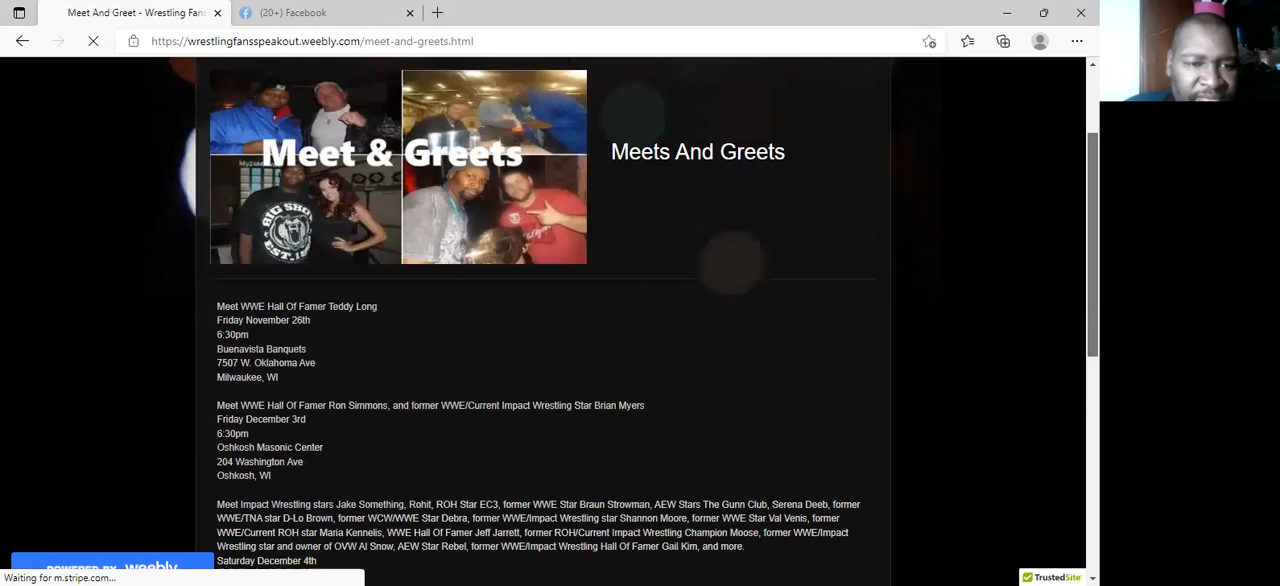 Meet And Greet - Wrestling Fans
(20+) Facebook
https://wrestlingfansspeakout.weebly.com/meet-and-greets.html
Meet & Greets
BIG SHO
EST.19
Meets And Greets
Meet WWE Hall Of Famer Teddy Long
Friday November 26th
6:30pm
Buenavista Banquets
7507 W. Oklahoma Ave
Milwaukee, WI
Meet WWE Hall Of Famer Ron Simmons, and former WWE/Current Impact Wrestling Star Brian Myers
Friday December 3rd
6:30pm
Oshkosh Masonic Center
204 Washington Ave
Oshkosh, WI
Meet Impact Wrestling stars Jake Something, Rohit, ROH Star EC3, former WWE Star Braun Strowman, AEW Stars The Gunn Club, Serena Deeb, former
WWE/TNA star D-Lo Brown, former WCW/WWE Star Debra, former WWE/Impact Wrestling star Shannon Moore, former WWE Star Val Venis, former
WWE/Current ROH star Maria Kennelis, WWE Hall Of Famer Jeff Jarrett, former ROH/Current Impact Wrestling Champion Moose, former WWE/Impact
Wrestling star and owner of OVW Al Snow, AEW Star Rebel, former WWE/Impact Wrestling Hall Of Famer Gail Kim, and more.
Saturday December 4th
POWERED BY weebly
Waiting for m.stripe.com...
TrustedSite